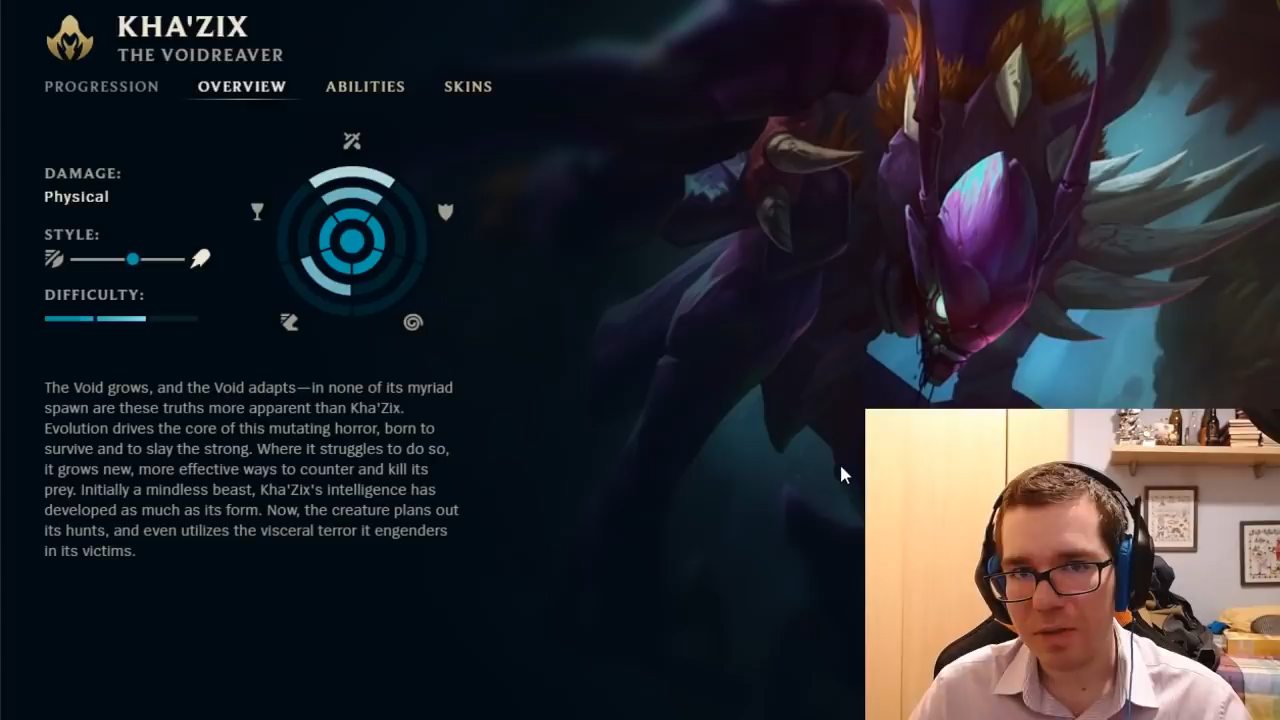 KHA'ZIX
THE VOIDREAVER
PROGRESSION OVERVIEW ABILITIES SKINS
DAMAGE:
Physical
STYLE:
DIFFICULTY:
The Void grows, and the Void adapts—in none of its myriad
spawn are these truths more apparent than Kha'Zix.
Evolution drives the core of this mutating horror, born to
survive and to slay the strong. Where it struggles to do so,
it grows new, more effective ways to counter and kill its
prey. Initially a mindless beast, Kha'Zix's intelligence has
developed as much as its form. Now, the creature plans out
its hunts, and even utilizes the visceral terror it engenders
in its victims.